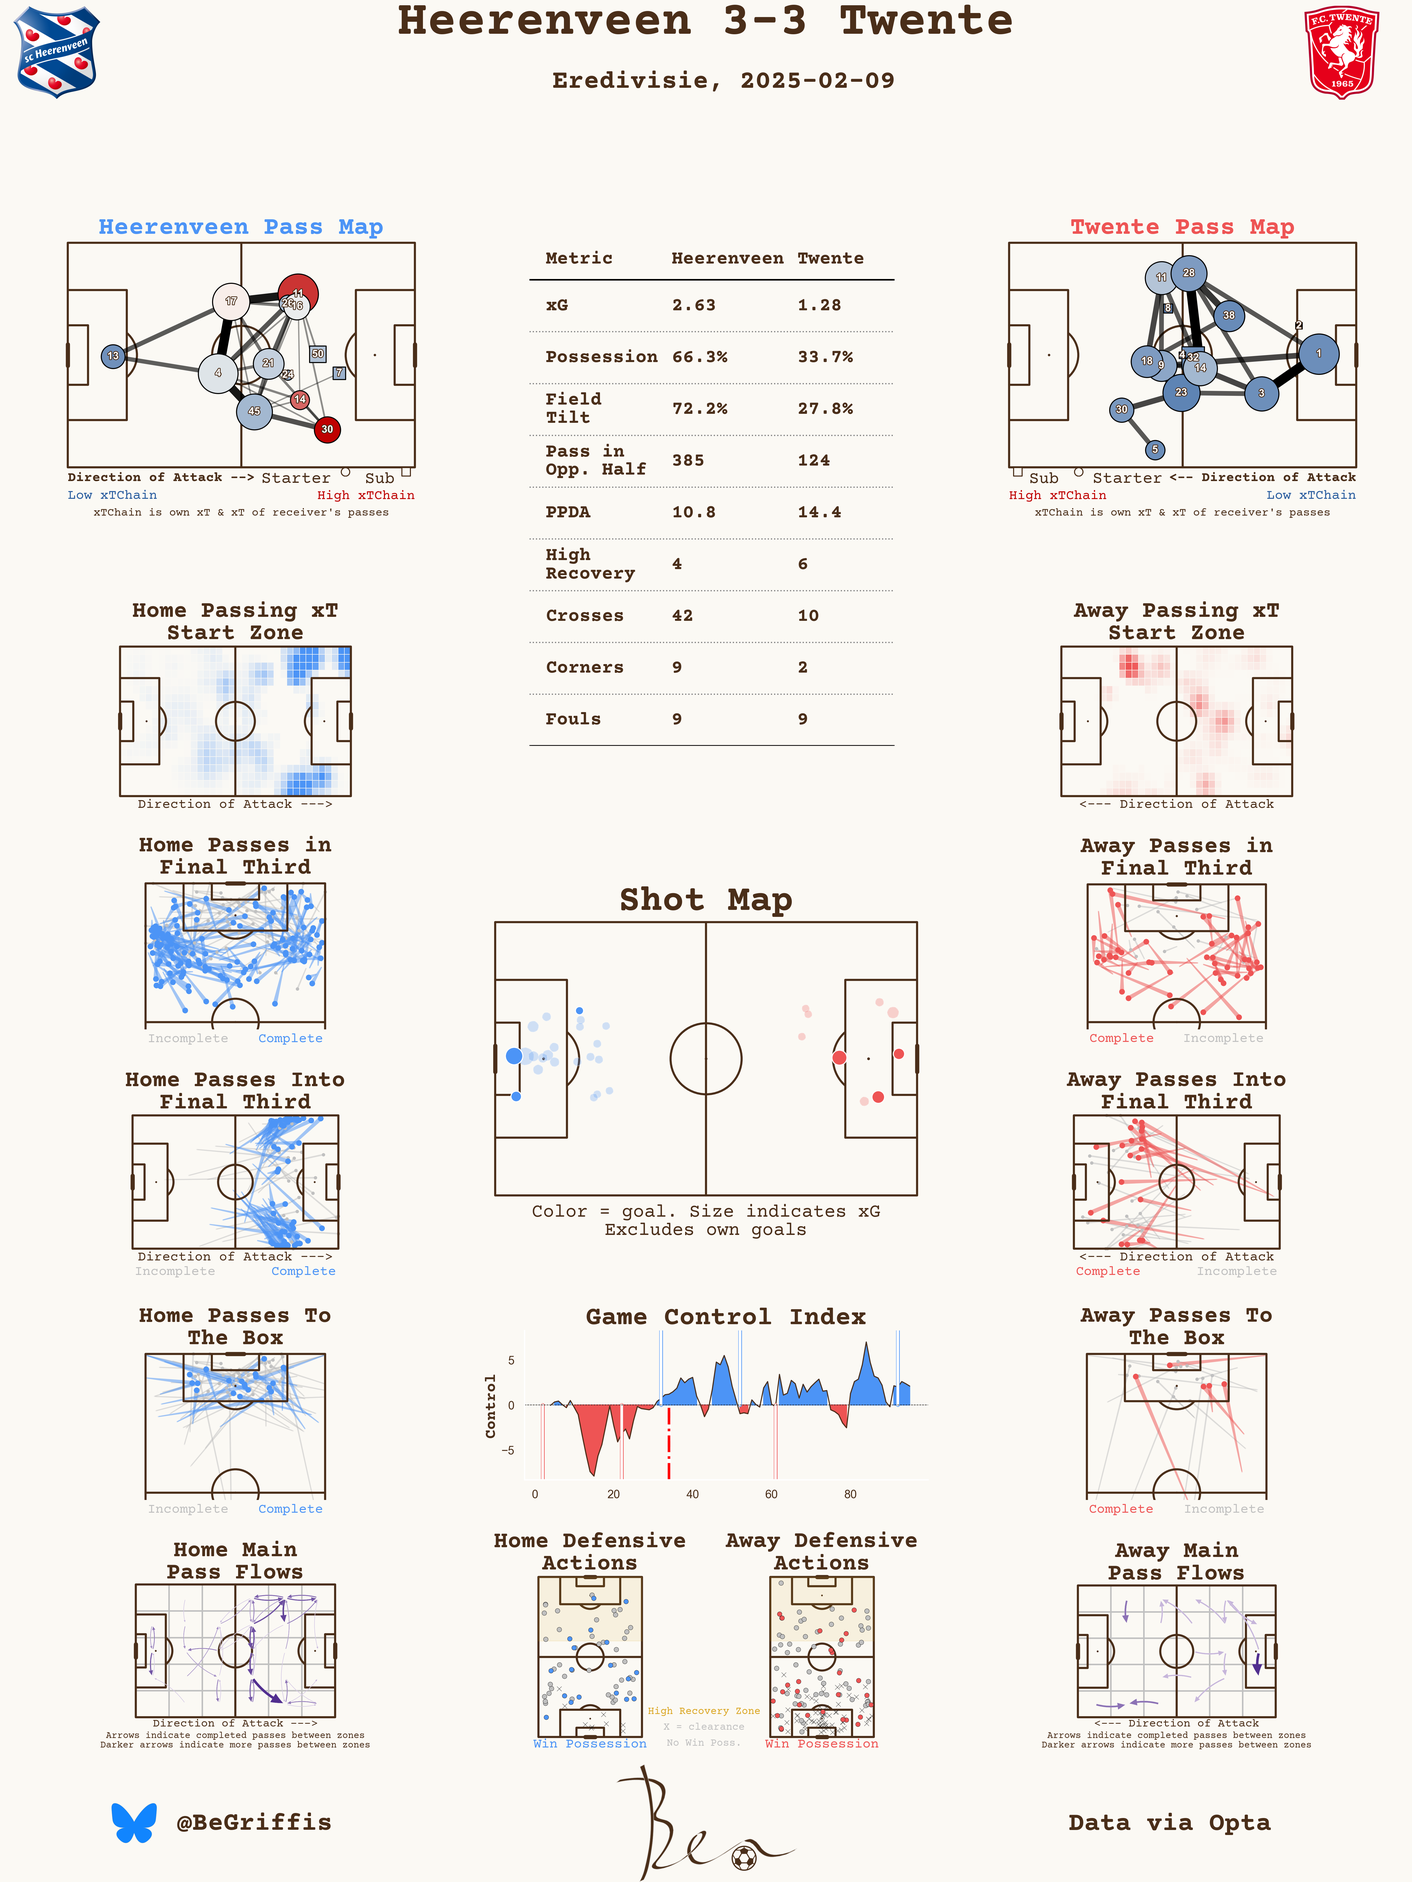 Heerenveen 3-3 Twente
Eredivisie, 2025-02-09
sc Heerenveen
F.C. TWENTE
1965
Heerenveen Pass Map
17
11
16
13
4
21
24
50
7
14
45
30
Direction of Attack --> Starter Sub
Low xTChain High xTChain
xTChain is own xT & xT of receiver's passes
Metric Heerenveen Twente
xG 2.63 1.28
Possession 66.3% 33.7%
Field
Tilt 72.2% 27.8%
Pass in
Opp. Half 385 124
PPDA 10.8 14.4
High
Recovery 4 6
Crosses 42 10
Corners 9 2
Fouls 9 9
Twente Pass Map
11
28
8
38
2
18
9
4
32
14
1
23
3
30
5
Sub Starter <-- Direction of Attack
High xTChain Low xTChain
xTChain is own xT & xT of receiver's passes
Home Passing xT
Start Zone
Direction of Attack --->
Away Passing xT
Start Zone
<--- Direction of Attack
Home Passes in
Final Third
Incomplete Complete
Away Passes in
Final Third
Complete Incomplete
Shot Map
Color = goal. Size indicates xG
Excludes own goals
Home Passes Into
Final Third
Direction of Attack --->
Incomplete Complete
Away Passes Into
Final Third
<--- Direction of Attack
Complete Incomplete
Home Passes To
The Box
Incomplete Complete
Game Control Index
Control
5
0
−5
0 20 40 60 80
Away Passes To
The Box
Complete Incomplete
Home Main
Pass Flows
Direction of Attack --->
Arrows indicate completed passes between zones
Darker arrows indicate more passes between zones
Home Defensive
Actions
Win Possession
Away Defensive
Actions
Win Possession
High Recovery Zone
X = clearance
No Win Poss.
Away Main
Pass Flows
<--- Direction of Attack
Arrows indicate completed passes between zones
Darker arrows indicate more passes between zones
@BeGriffis
Ben
Data via Opta